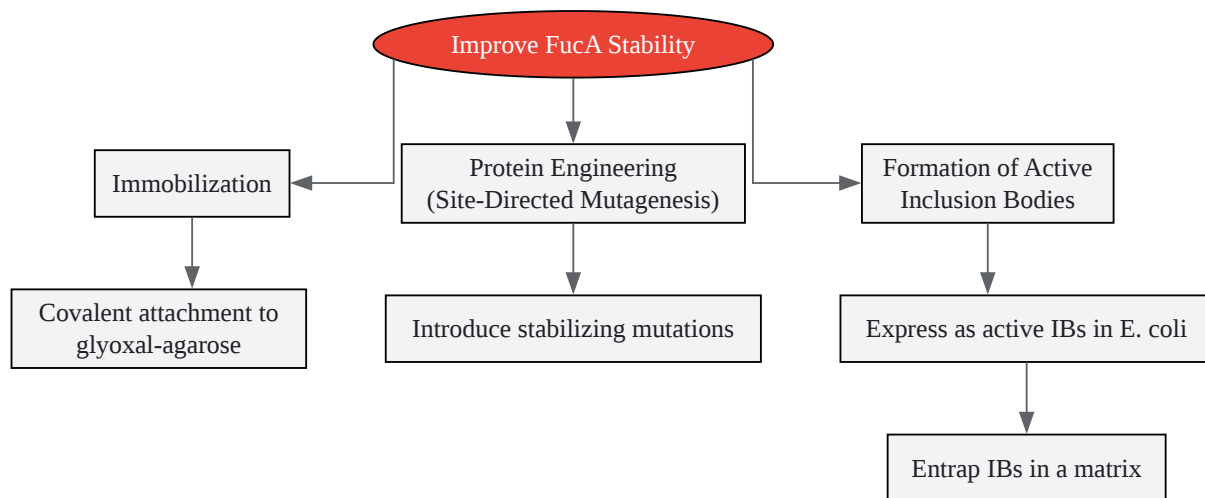 Improve FucA Stability
Immobilization
Protein Engineering
(Site-Directed Mutagenesis)
Formation of Active
Inclusion Bodies
Covalent attachment to
glyoxal-agarose
Introduce stabilizing mutations
Express as active IBs in E. coli
Entrap IBs in a matrix